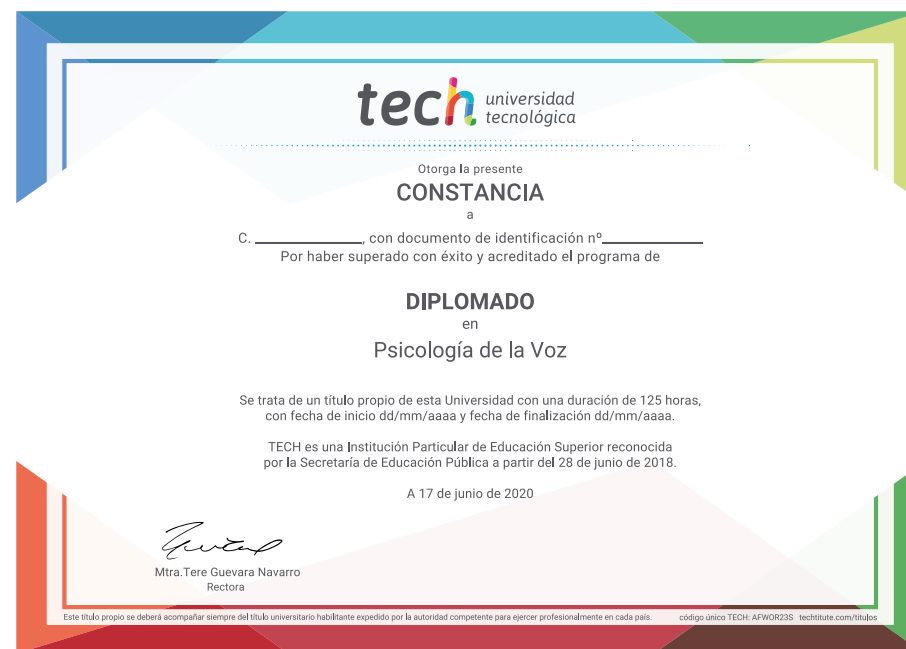 tech universidad
tecnológica
Otorga la presente
CONSTANCIA
a
C. ____________, con documento de identificación nº____________
Por haber superado con éxito y acreditado el programa de
DIPLOMADO
en
Psicología de la Voz
Se trata de un título propio de esta Universidad con una duración de 125 horas,
con fecha de inicio dd/mm/aaaa y fecha de finalización dd/mm/aaaa.
TECH es una Institución Particular de Educación Superior reconocida
por la Secretaría de Educación Pública a partir del 28 de junio de 2018.
A 17 de junio de 2020
Mtra.Tere Guevara Navarro
Rectora
Este título propio se deberá acompañar siempre del título universitario habilitante expedido por la autoridad competente para ejercer profesionalmente en cada país. código único TECH: AFWOR23S techtitute.com/titulos